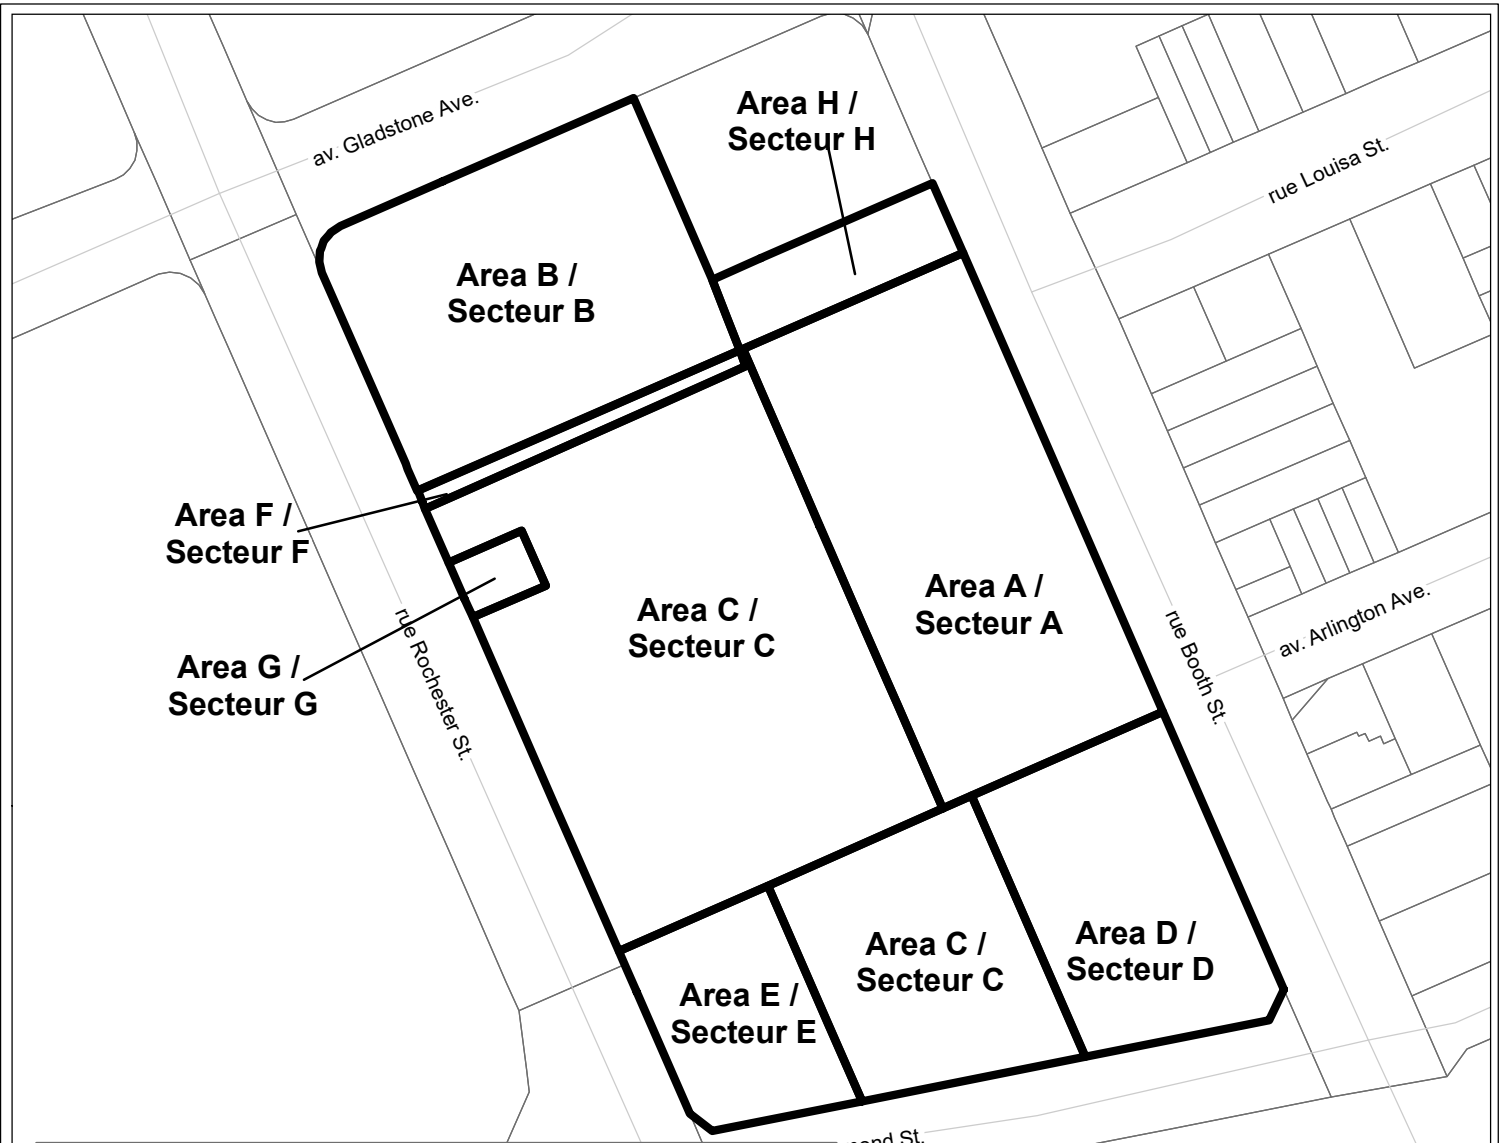 av. Gladstone Ave.
Area H /
Secteur H
rue Louisa St.
Area B /
Secteur B
Area F /
Secteur F
Area G /
Secteur G
rue Rochester St.
Area C /
Secteur C
Area A /
Secteur A
rue Booth St.
av. Arlington Ave.
Area E /
Secteur E
Area C /
Secteur C
Area D /
Secteur D
St.